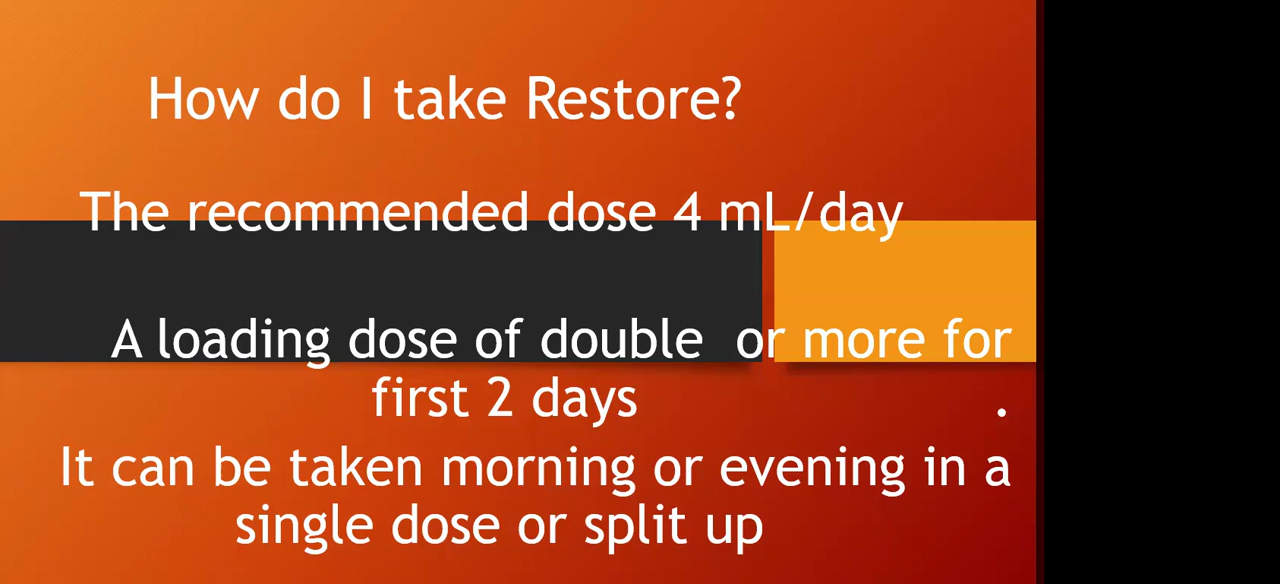 How do I take Restore?
The recommended dose 4 mL/day
A loading dose of double  or more for
first 2 days .
It can be taken morning or evening in a
single dose or split up